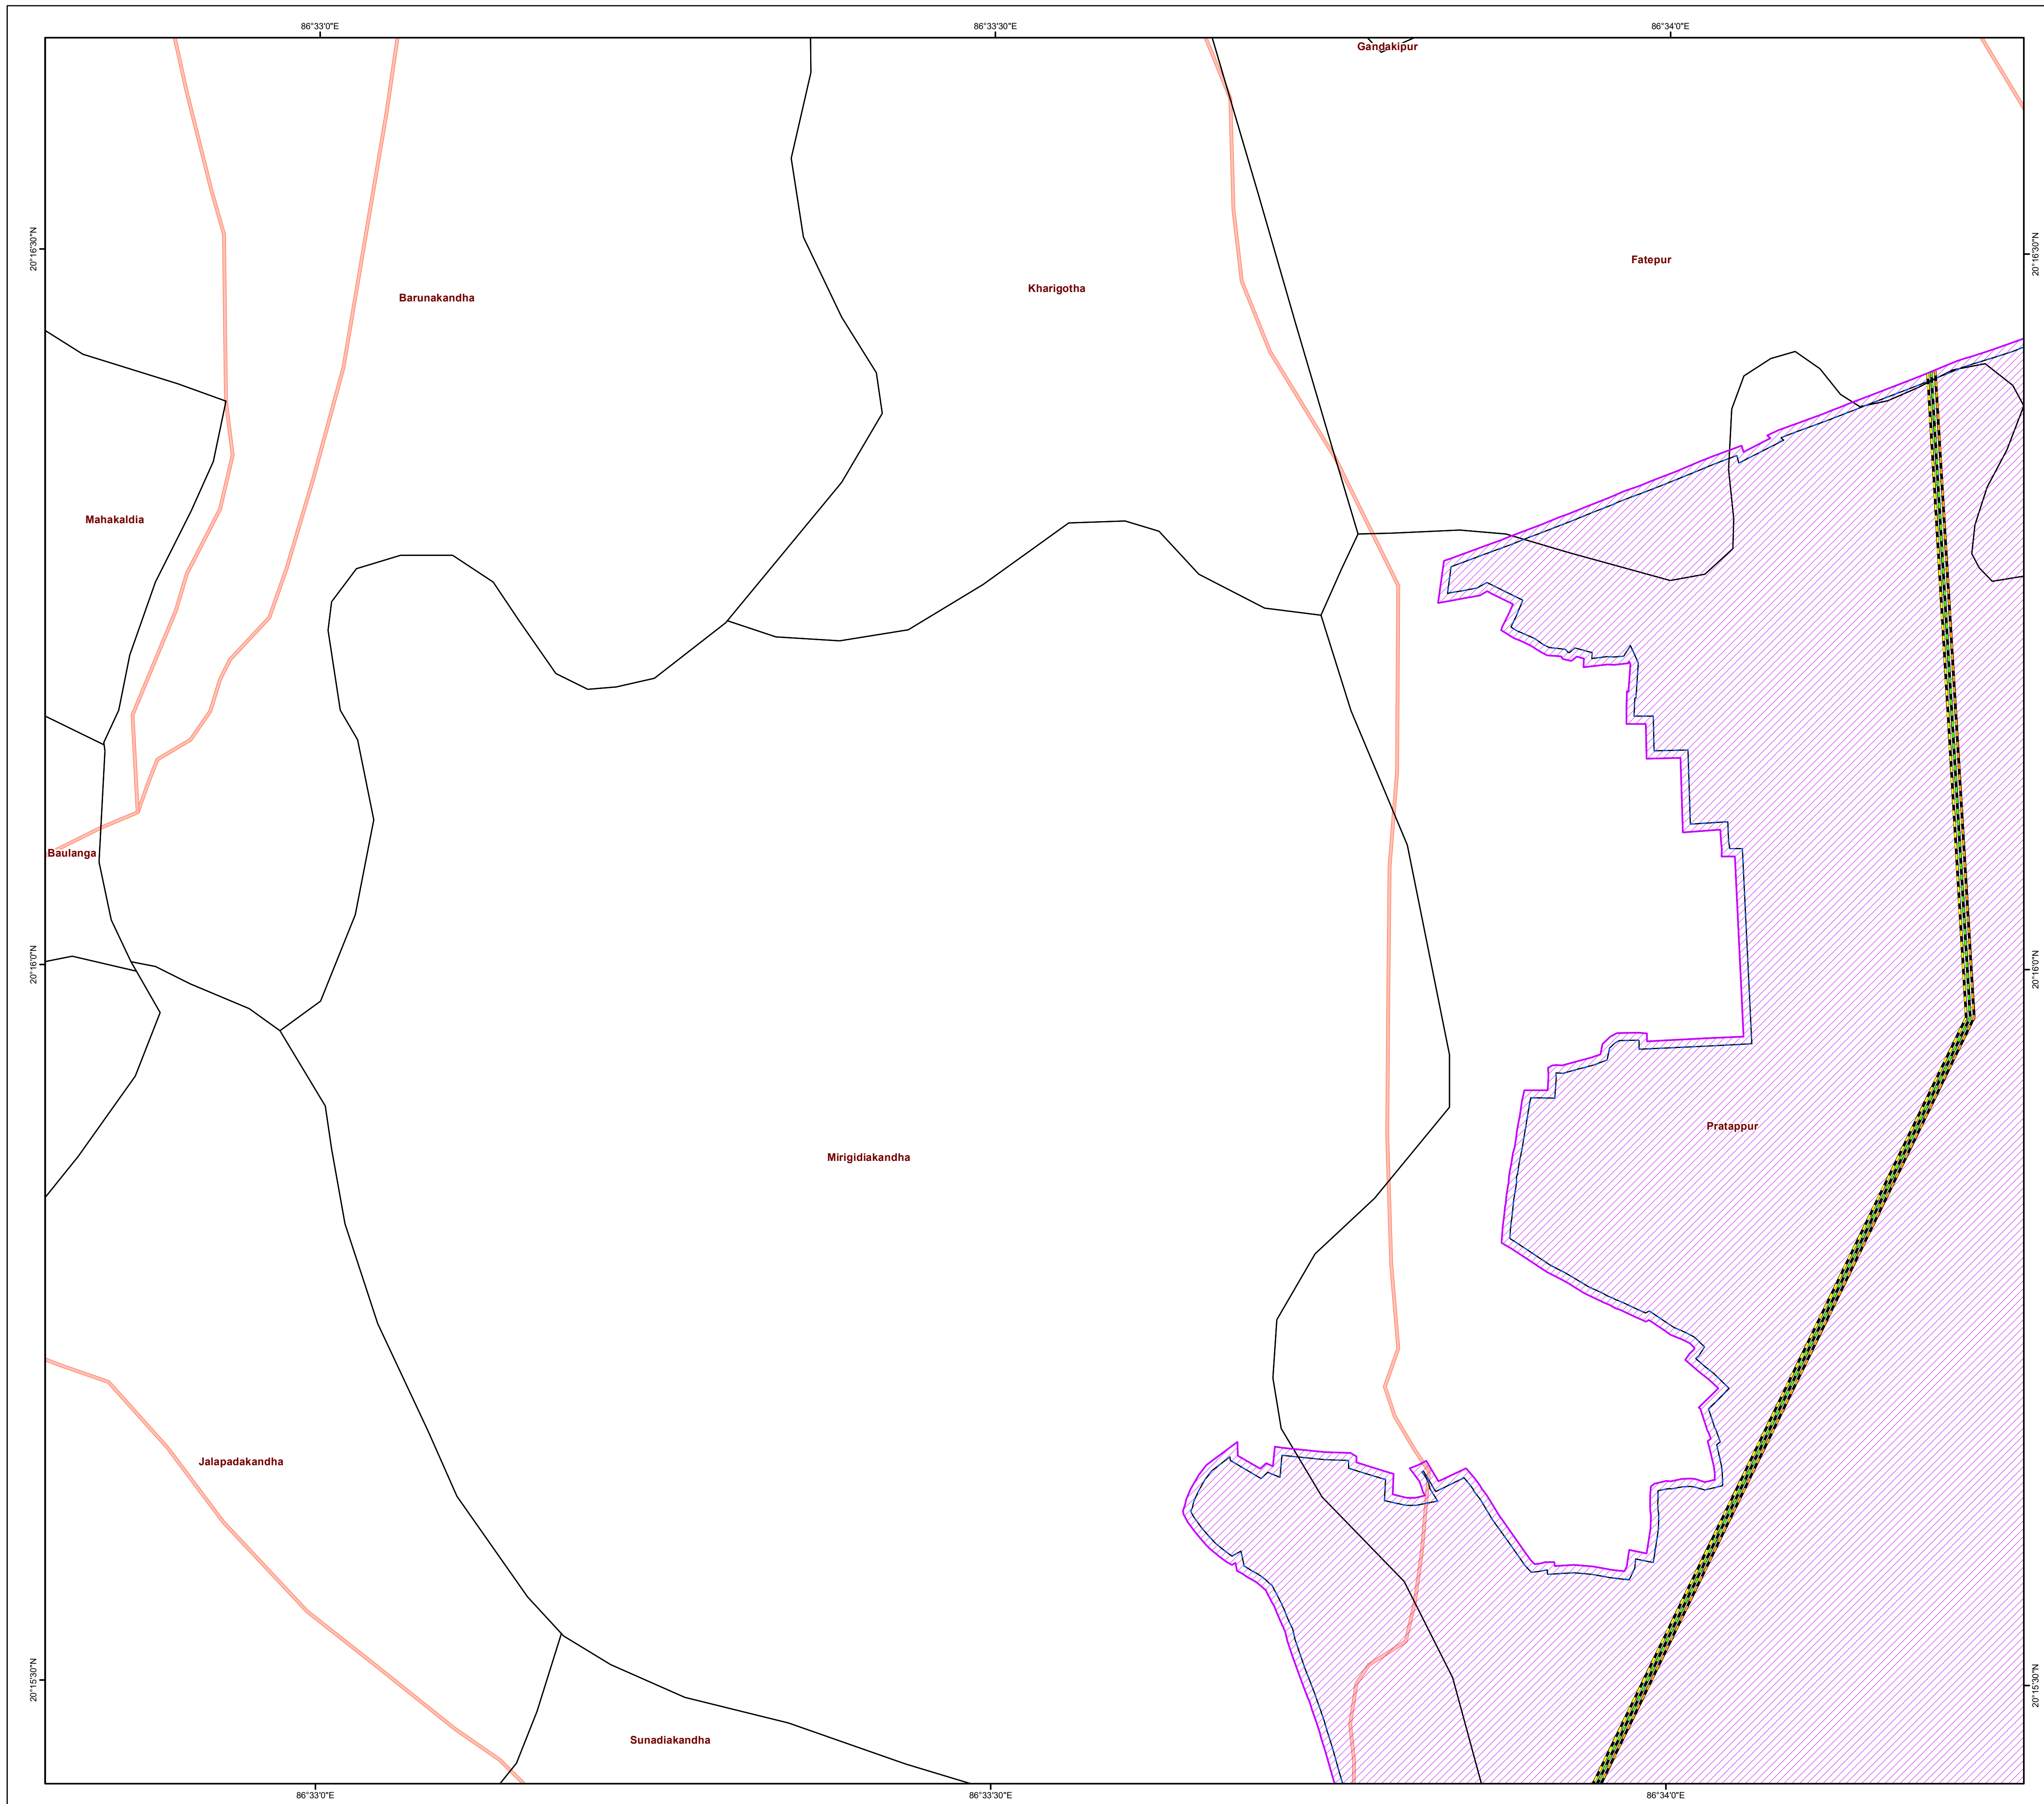 86°33'0"E
86°33'30"E
86°34'0"E
Gandakipur
20°16'30"N
20°16'30"N
Fatepur
Kharigotha
Barunakandha
Mahakaldia
Baulanga
20°16'0"N
20°16'0"N
Pratappur
Mirigidiakandha
Jalapadakandha
20°15'30"N
20°15'30"N
Sunadiakandha
86°33'0"E
86°33'30"E
86°34'0"E